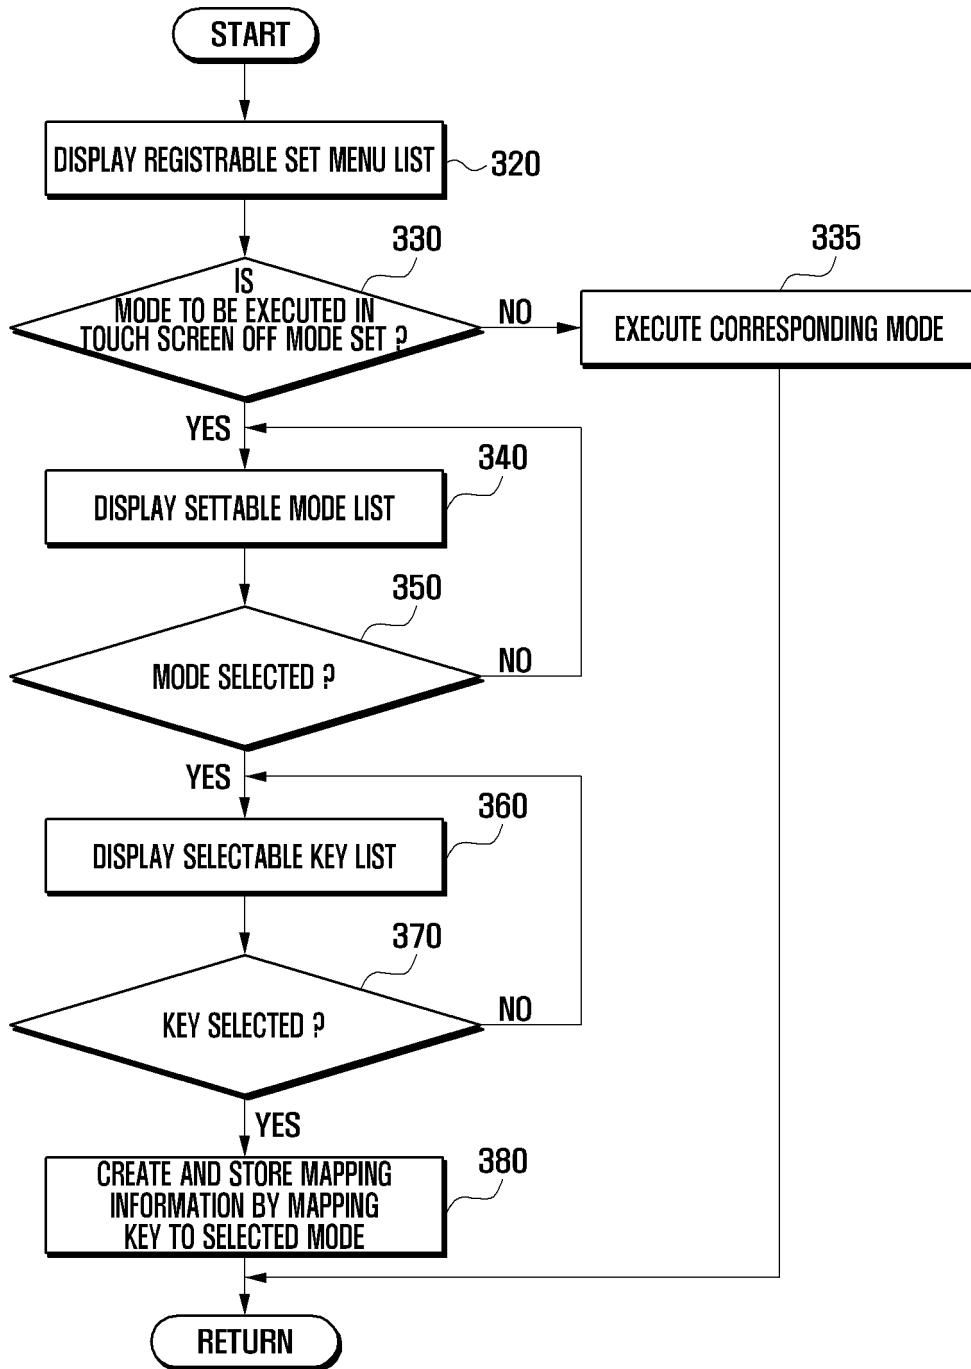 START
DISPLAY REGISTRABLE SET MENU LIST
320
330
335
IS
MODE TO BE EXECUTED IN
TOUCH SCREEN OFF MODE SET ?
NO
EXECUTE CORRESPONDING MODE
YES
340
DISPLAY SETTABLE MODE LIST
350
MODE SELECTED ?
NO
YES
360
DISPLAY SELECTABLE KEY LIST
370
KEY SELECTED ?
NO
YES
380
CREATE AND STORE MAPPING
INFORMATION BY MAPPING
KEY TO SELECTED MODE
RETURN